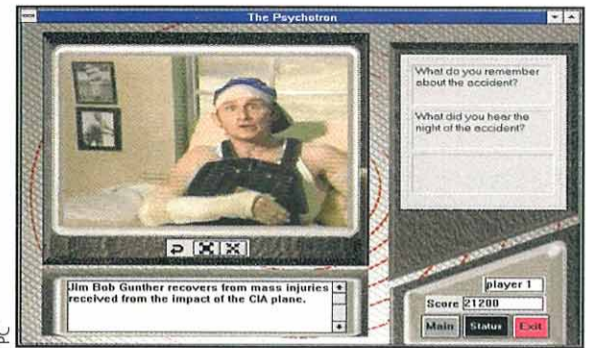 The Psychotron
What do you remember
about the accident?
What did you hear the
night of the accident?
Jim Bob Gunther recovers from mass injuries
received from the impact of the CIA plane.
player 1
Score 21200
Main Status Exit
PC